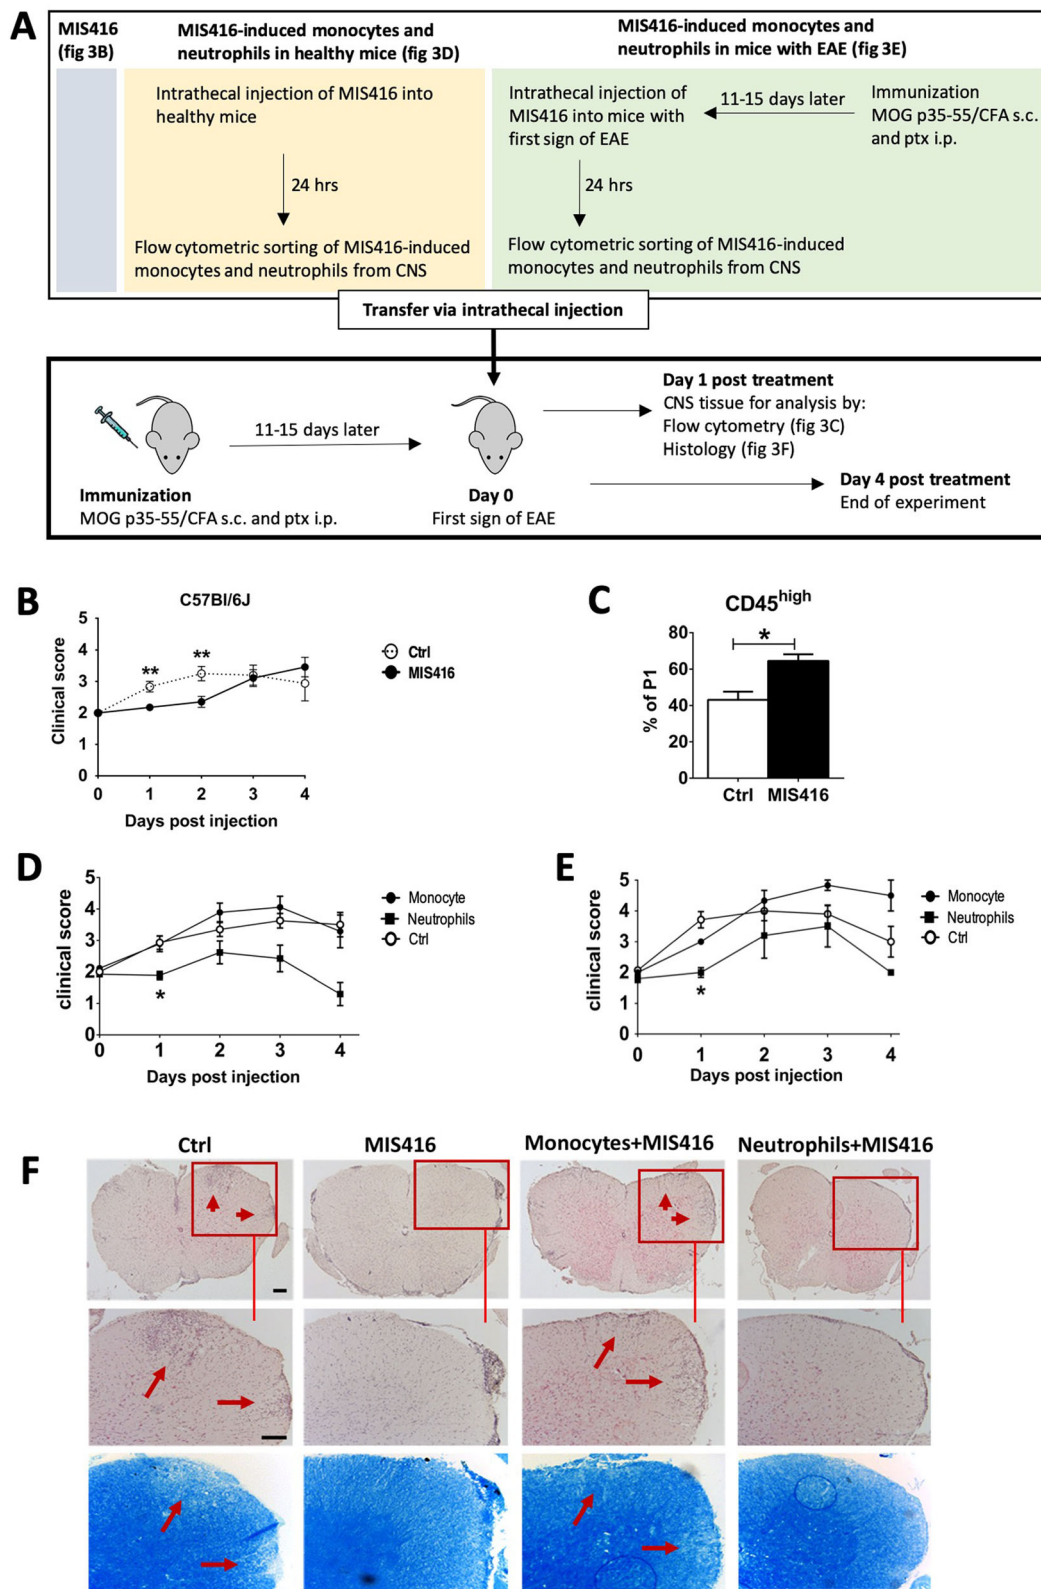 A
MIS416
(fig 3B)
MIS416-induced monocytes and
neutrophils in healthy mice (fig 3D)
MIS416-induced monocytes and
neutrophils in mice with EAE (fig 3E)
Intrathecal injection of MIS416 into
healthy mice
24 hrs
Flow cytometric sorting of MIS416-induced
monocytes and neutrophils from CNS
Intrathecal injection of
MIS416 into mice with
first sign of EAE
11-15 days later
Immunization
MOG p35-55/CFA s.c.
and ptx i.p.
24 hrs
Flow cytometric sorting of MIS416-induced
monocytes and neutrophils from CNS
Transfer via intrathecal injection
Immunization
MOG p35-55/CFA s.c. and ptx i.p.
11-15 days later
Day 0
First sign of EAE
Day 1 post treatment
CNS tissue for analysis by:
Flow cytometry (fig 3C)
Histology (fig 3F)
Day 4 post treatment
End of experiment
B
C57Bl/6J
Clinical score
5
4
3
2
1
0
** **
0 1 2 3 4
Days post injection
Ctrl
MIS416
C
CD45high
% of P1
80
60
40
20
0
*
Ctrl MIS416
D
clinical score
5
4
3
2
1
0
*
0 1 2 3 4
Days post injection
Monocyte
Neutrophils
Ctrl
E
clinical score
5
4
3
2
1
0
*
0 1 2 3 4
Days post injection
Monocyte
Neutrophils
Ctrl
F
Ctrl MIS416 Monocytes+MIS416 Neutrophils+MIS416